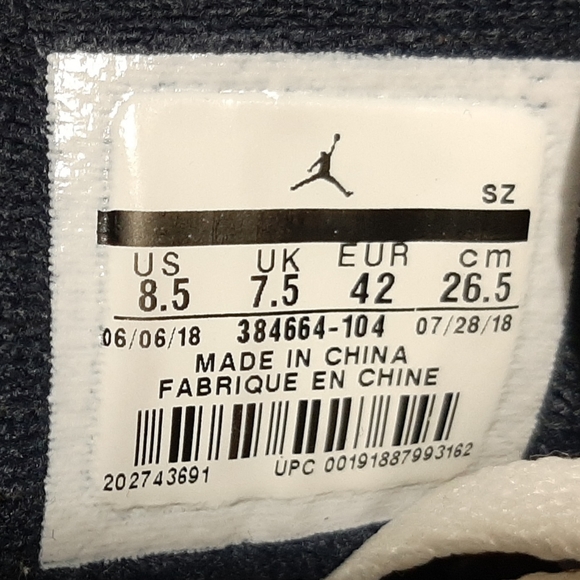 SZ
US UK EUR cm
8.5 7.5 42 26.5
06/06/18 384664-104 07/28/18
MADE IN CHINA
FABRIQUE EN CHINE
202743691 UPC 00191887993162